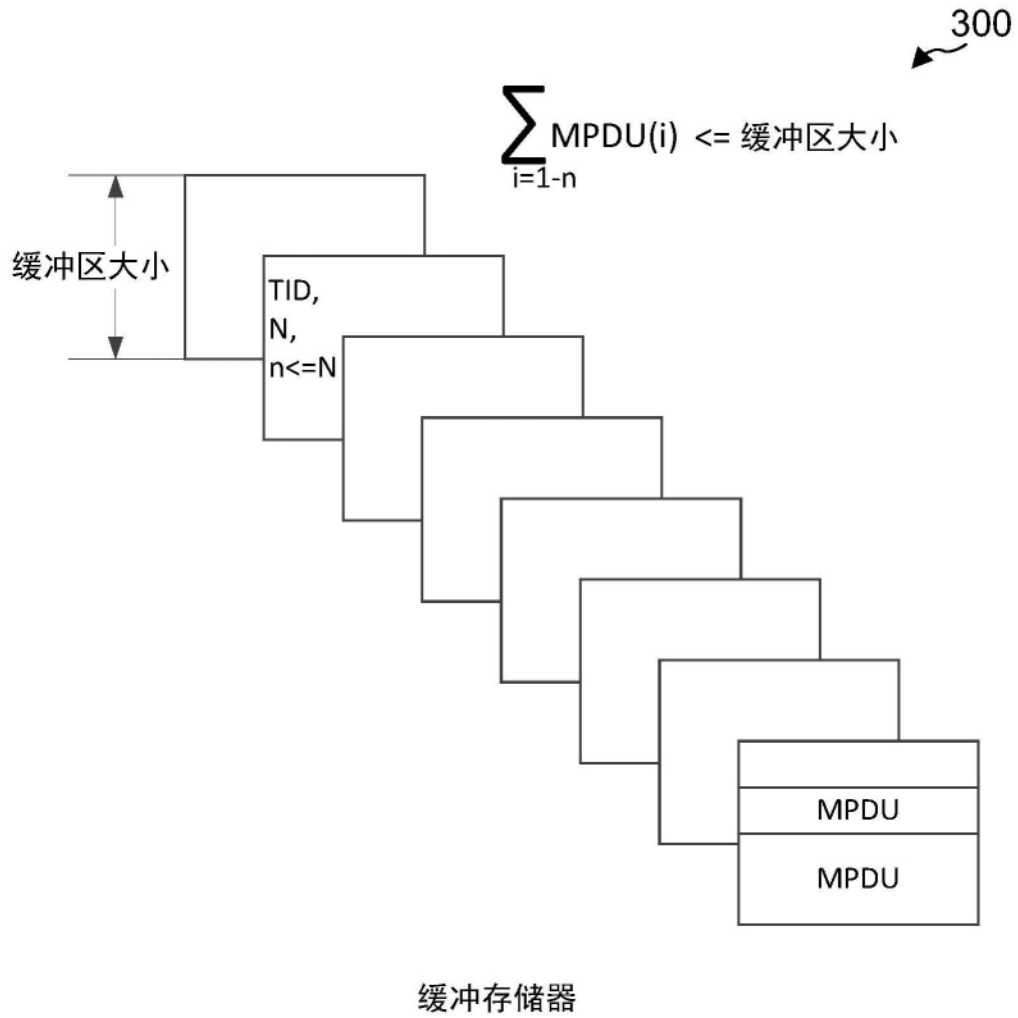 300
∑ MPDU(i) <= 缓冲区大小
i=1-n
缓冲区大小
TID,
N,
n<=N
MPDU
MPDU
缓冲存储器